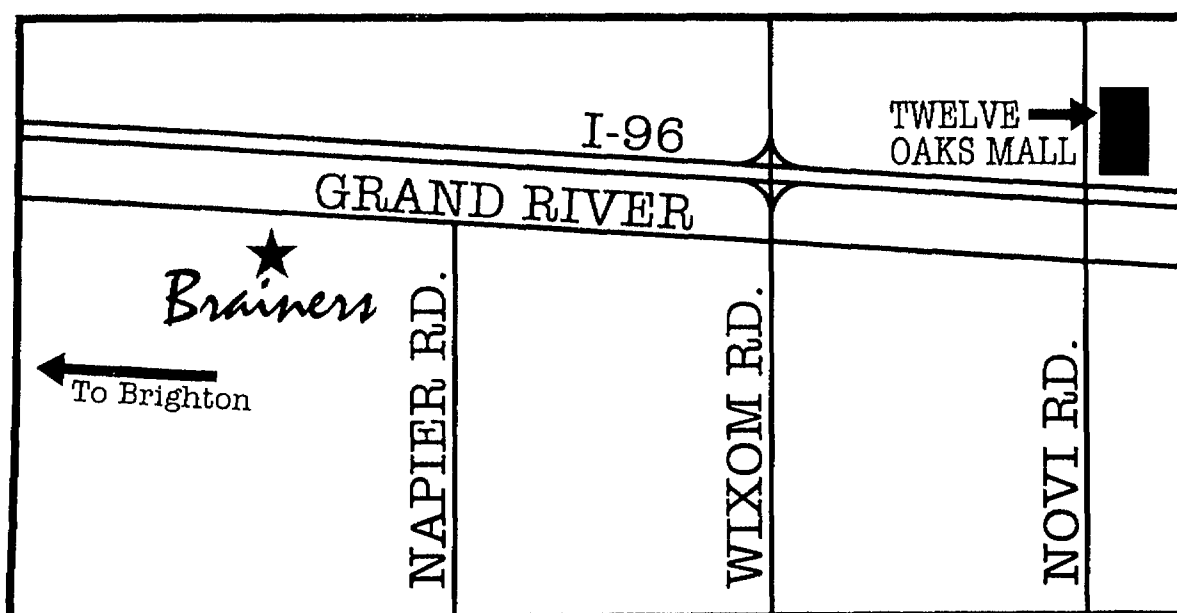 I-96
TWELVE
OAKS MALL
GRAND RIVER
Brainers
To Brighton
NAPIER RD.
WIXOM RD.
NOVI RD.